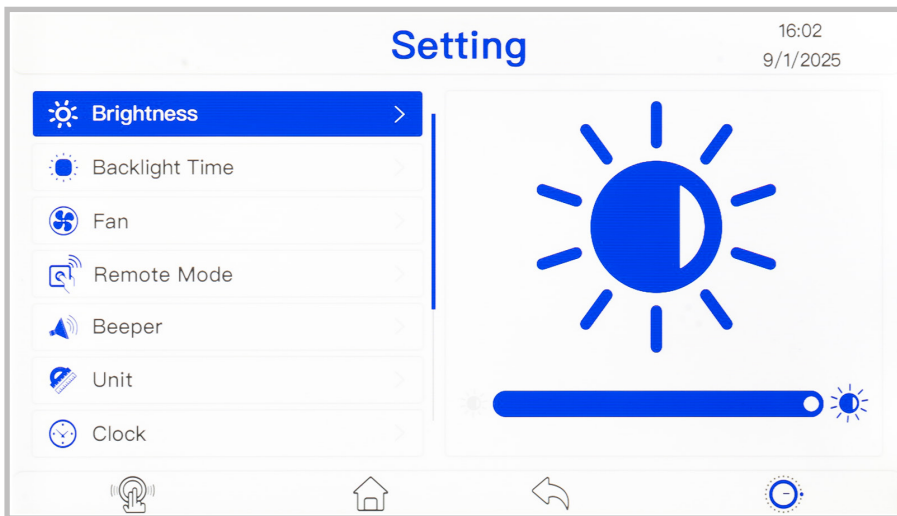 Setting
16:02
9/1/2025
Brightness
Backlight Time
Fan
Remote Mode
Beeper
Unit
Clock